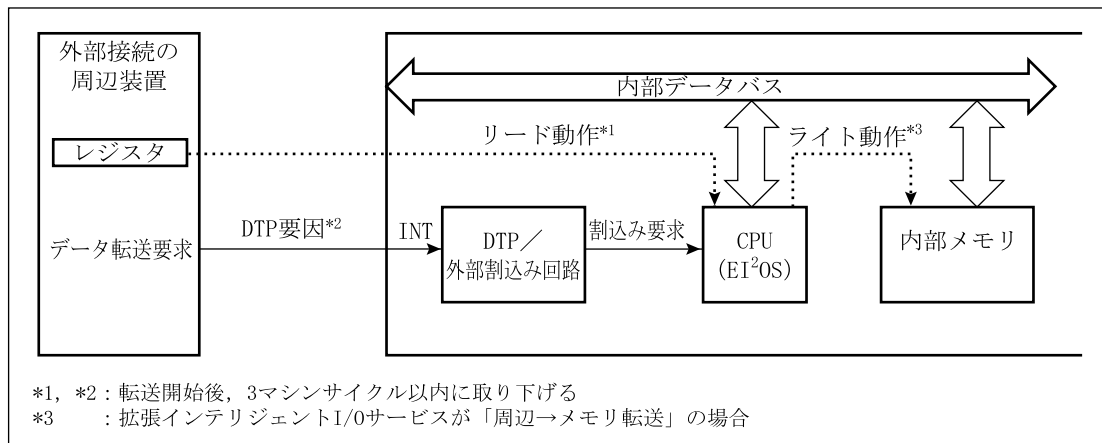 外部接続の
周辺装置
内部データバス
レジスタ
リード動作*1
ライト動作*3
データ転送要求
DTP要因*2
INT
DTP／
外部割込み回路
割込み要求
CPU
(EI²OS)
内部メモリ
*1, *2：転送開始後，3マシンサイクル以内に取り下げる
*3　　：拡張インテリジェントI/Oサービスが「周辺→メモリ転送」の場合